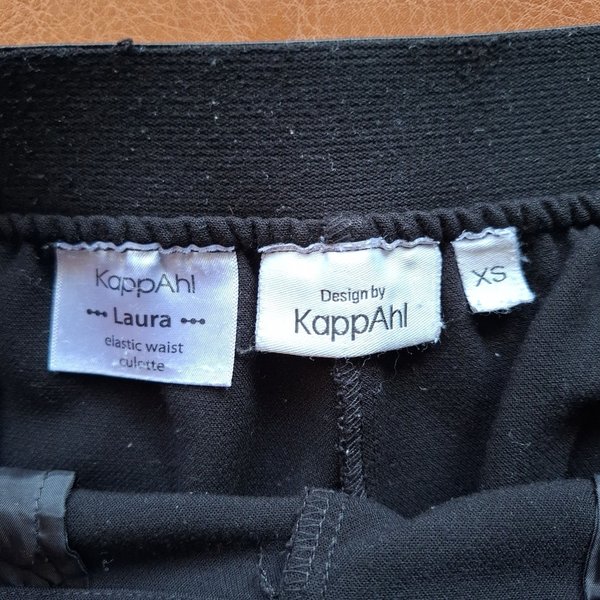 KappAhl
Laura
elastic waist
culotte
Design by
KappAhl
XS